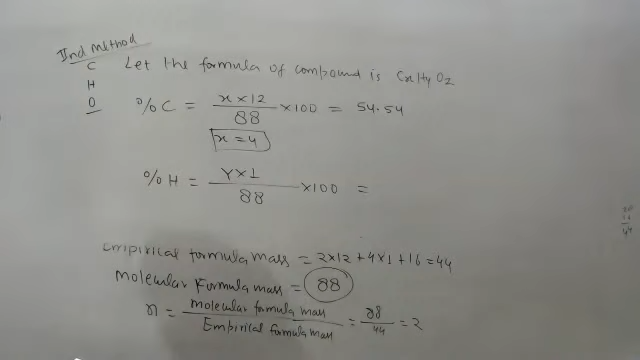 IInd method
C Let the formula of compound is CxHyOz
H
O %C = x×12/88 ×100 = 54.54
x=4
%H = Y×1/88 ×100 =
Empirical formula mass = 2×12+4×1+16=44
molecular Formula mass = 88
n = molecular formula mass/Empirical formula mass = 88/44 = 2